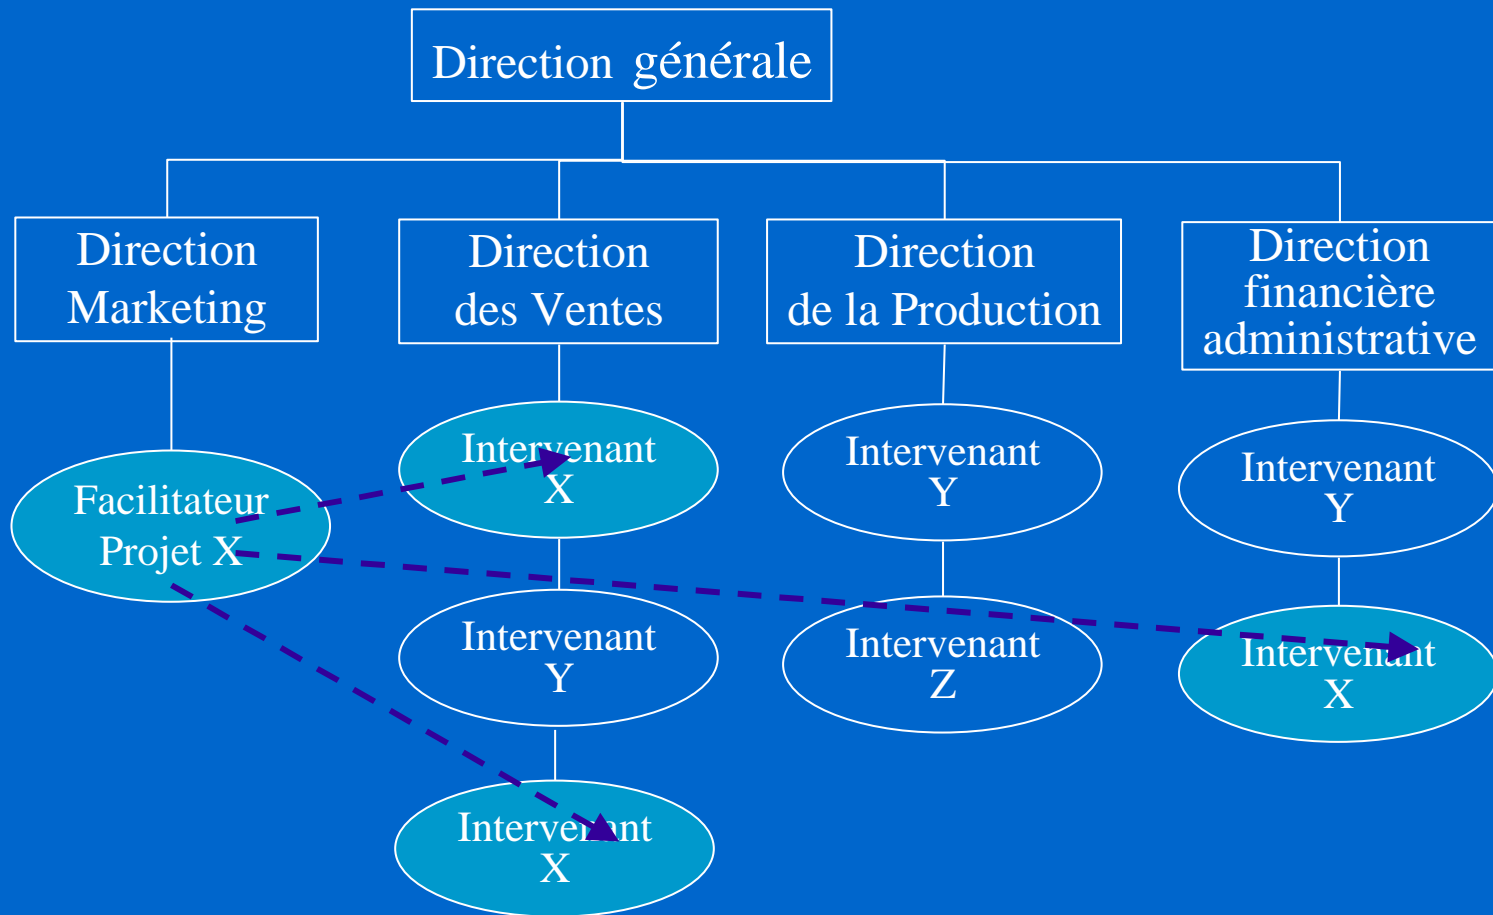 Direction générale
Direction
Marketing
Direction
des Ventes
Direction
de la Production
Direction
financière
administrative
Facilitateur
Projet X
Intervenant
X
Intervenant
Y
Intervenant
X
Intervenant
Y
Intervenant
Z
Intervenant
Y
Intervenant
X